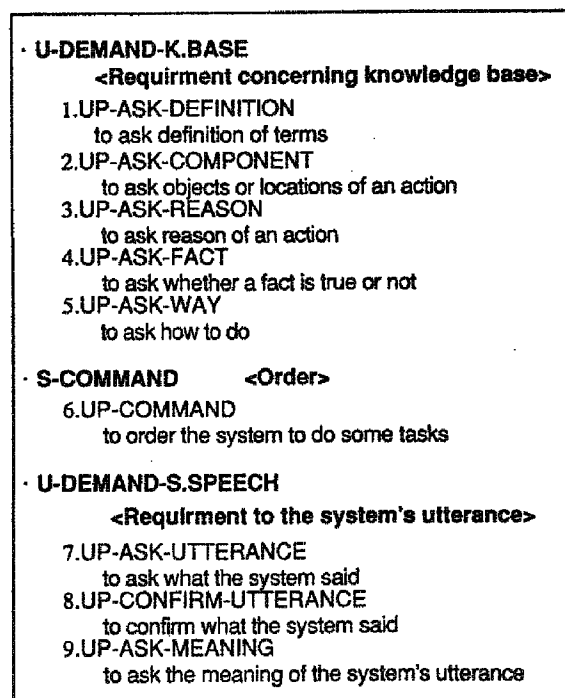 · U-DEMAND-K.BASE
<Requirment concerning knowledge base>
1.UP-ASK-DEFINITION
to ask definition of terms
2.UP-ASK-COMPONENT
to ask objects or locations of an action
3.UP-ASK-REASON
to ask reason of an action
4.UP-ASK-FACT
to ask whether a fact is true or not
5.UP-ASK-WAY
to ask how to do
· S-COMMAND <Order>
6.UP-COMMAND
to order the system to do some tasks
· U-DEMAND-S.SPEECH
<Requirment to the system's utterance>
7.UP-ASK-UTTERANCE
to ask what the system said
8.UP-CONFIRM-UTTERANCE
to confirm what the system said
9.UP-ASK-MEANING
to ask the meaning of the system's utterance